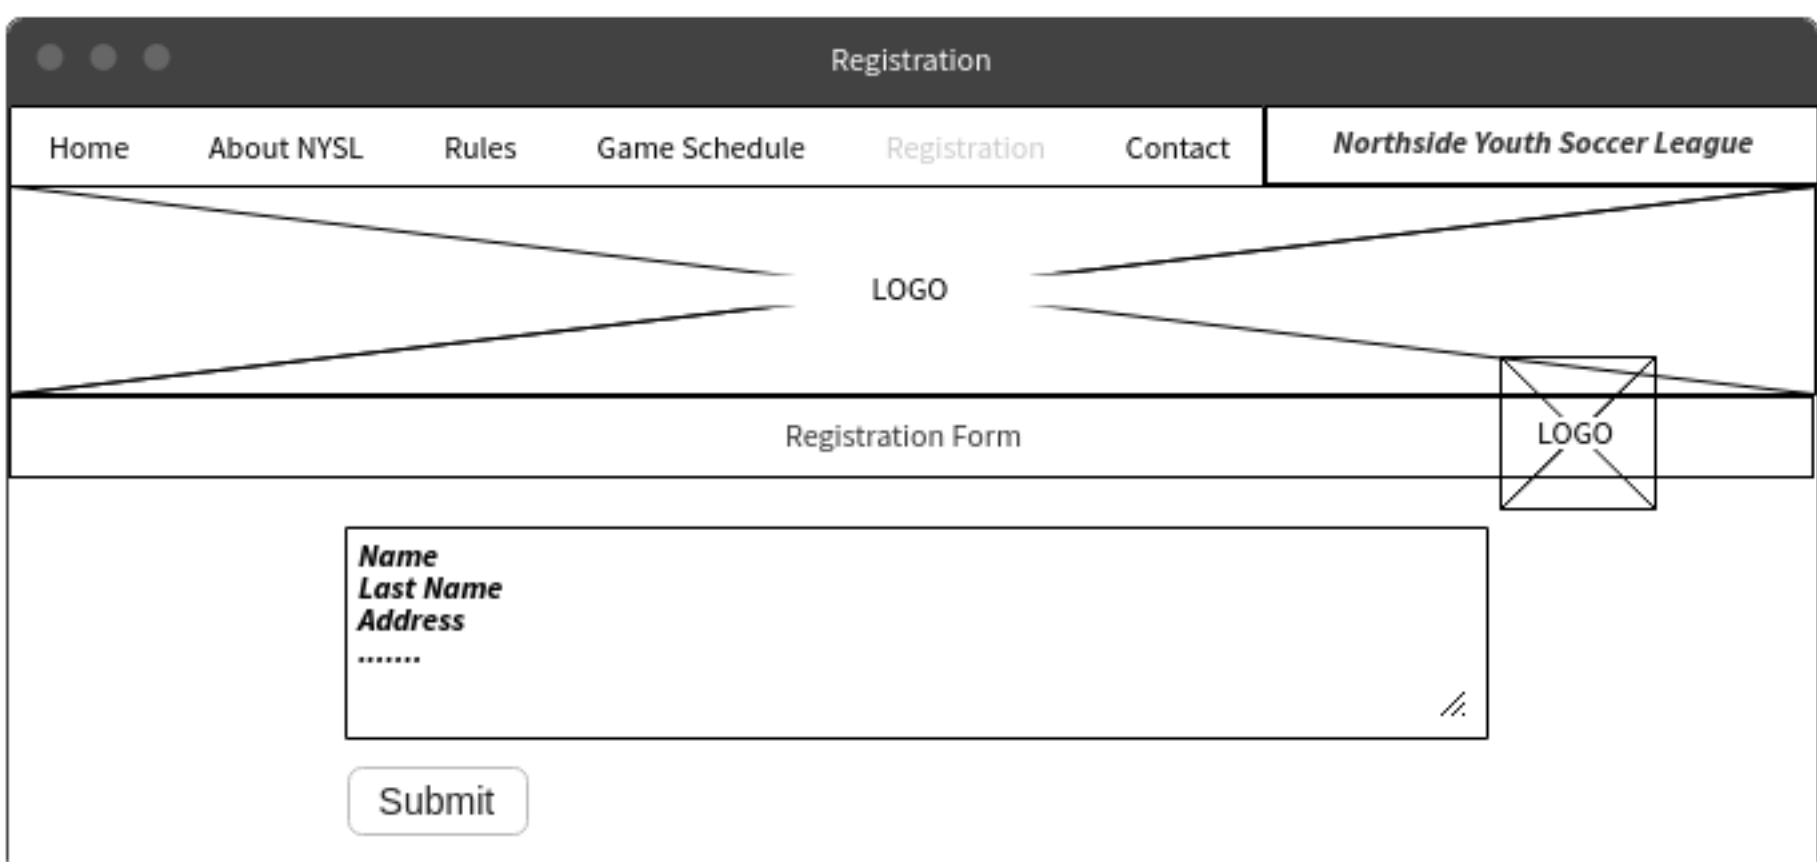 Registration
Home About NYSL Rules Game Schedule Registration Contact Northside Youth Soccer League
LOGO
Registration Form
LOGO
Name
Last Name
Address
.......
Submit